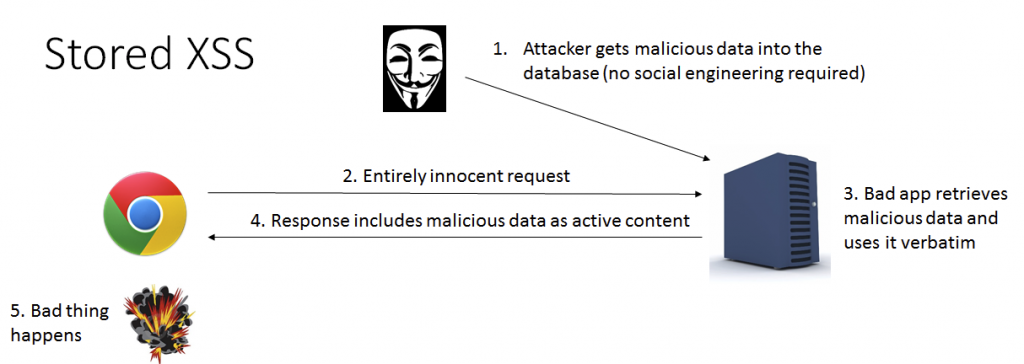 Stored XSS
1. Attacker gets malicious data into the
database (no social engineering required)
2. Entirely innocent request
4. Response includes malicious data as active content
3. Bad app retrieves
malicious data and
uses it verbatim
5. Bad thing
happens